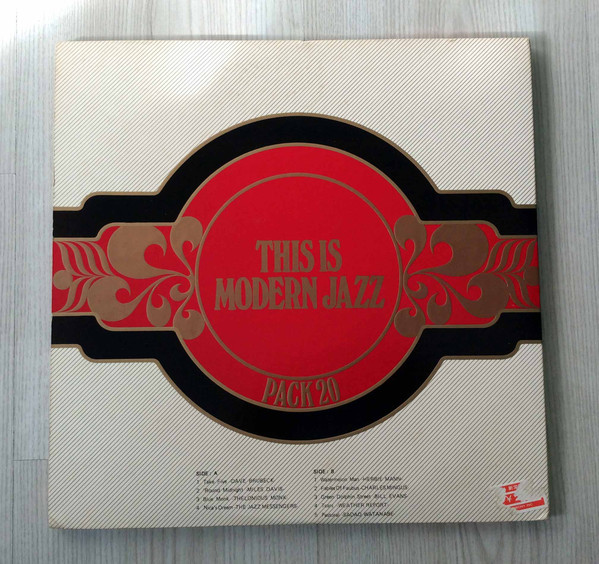 THIS IS
MODERN JAZZ
PACK 20
SIDE: A
1 Take Five -DAVE BRUBECK-
2 'Round Midnight -MILES DAVIS-
3 Blue Monk -THELONIOUS MONK-
4 Nica's Dream -THE JAZZ MESSENGERS-
SIDE: B
1 Watermelon Man -HERBIE MANN-
2 Fables Of Faubus -CHARLES MINGUS-
3 Green Dolphin Street -BILL EVANS-
4 Tears -WEATHER REPORT-
5 Pastoral -SADAO WATANABE-